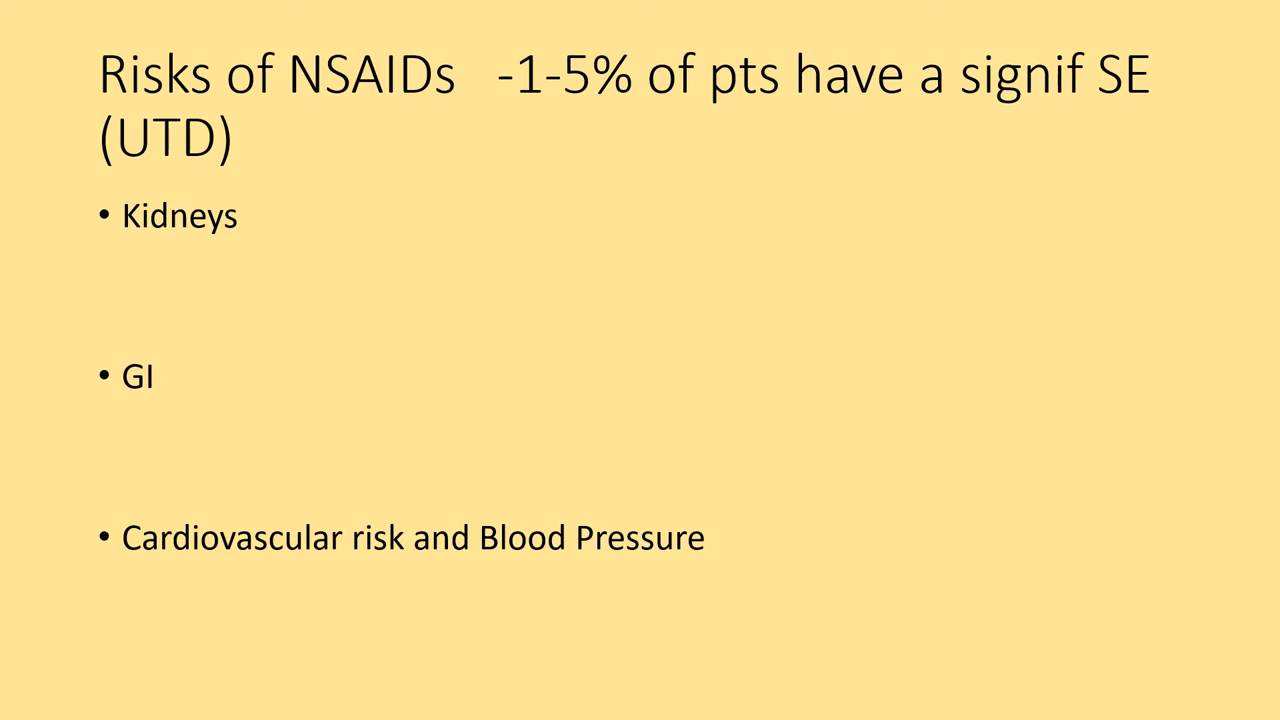 Risks of NSAIDs   -1-5% of pts have a signif SE
(UTD)
• Kidneys
• GI
• Cardiovascular risk and Blood Pressure